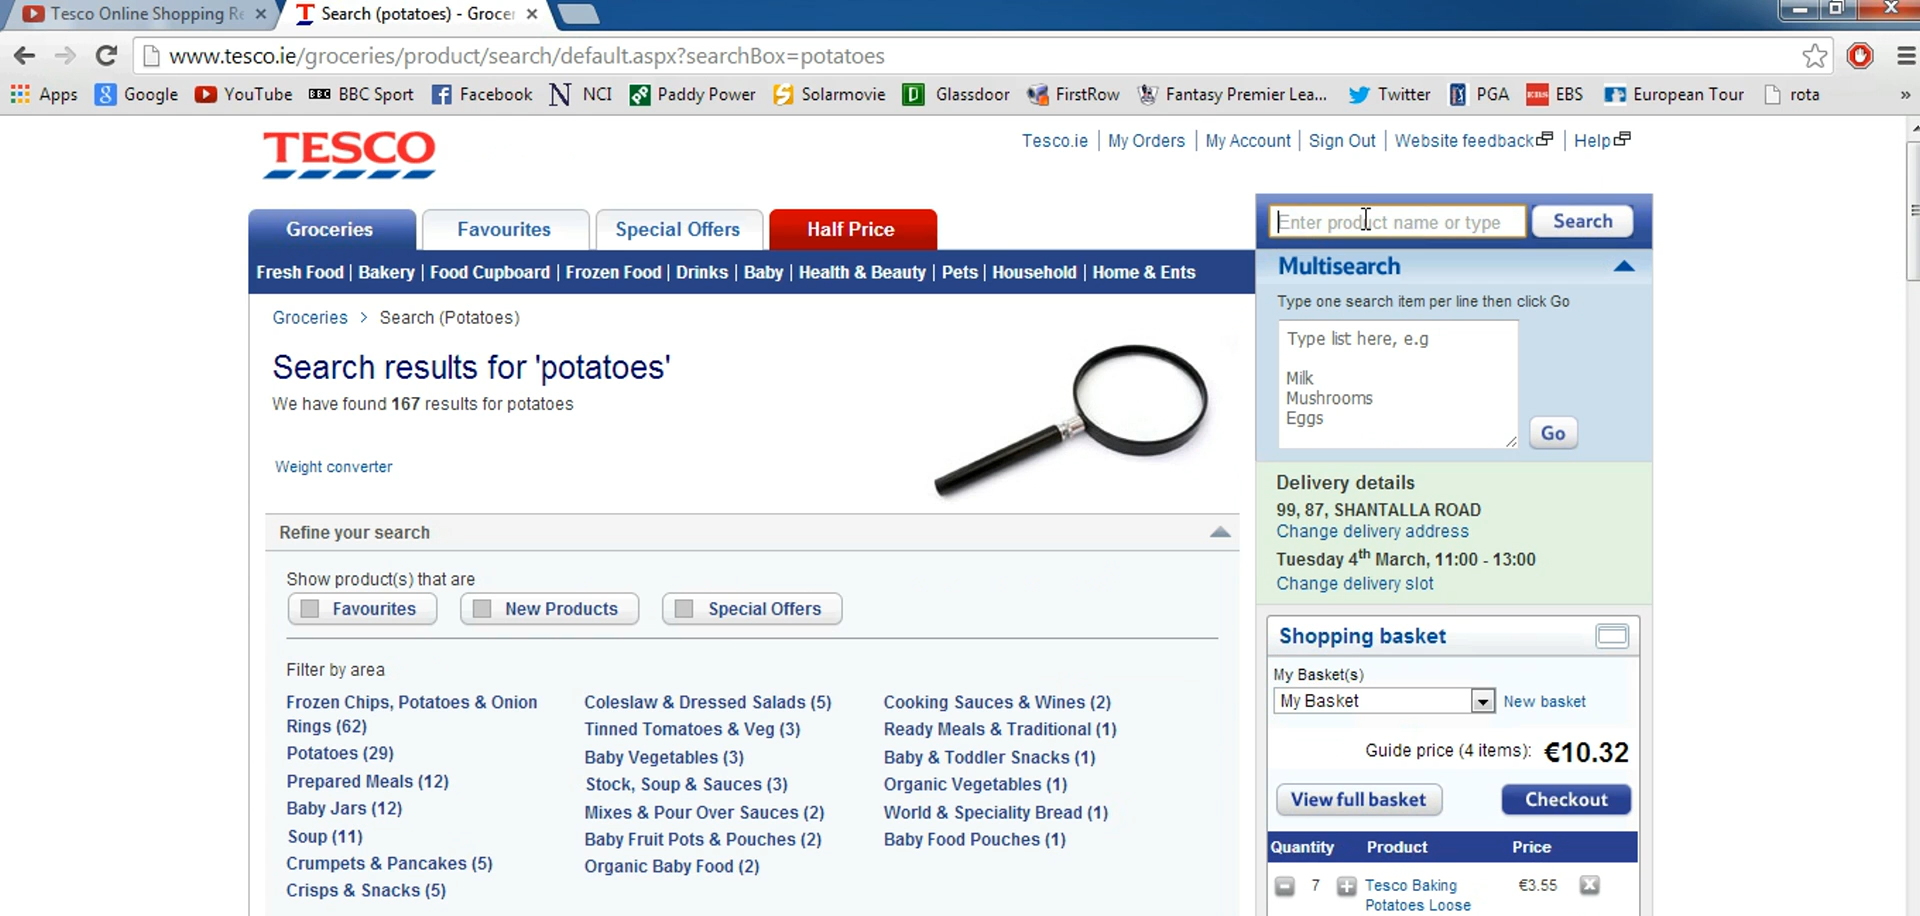 Tesco Online Shopping Re
Search (potatoes) - Grocer
www.tesco.ie/groceries/product/search/default.aspx?searchBox=potatoes
Apps Google YouTube BBC BBC Sport Facebook NCI Paddy Power Solarmovie Glassdoor FirstRow Fantasy Premier Lea... Twitter PGA EBS European Tour rota »
TESCO
Tesco.ie | My Orders | My Account | Sign Out | Website feedback | Help
Groceries Favourites Special Offers Half Price
Enter product name or type Search
Fresh Food | Bakery | Food Cupboard | Frozen Food | Drinks | Baby | Health & Beauty | Pets | Household | Home & Ents
Groceries > Search (Potatoes)
Search results for 'potatoes'
We have found 167 results for potatoes
Weight converter
Refine your search
Show product(s) that are
Favourites New Products Special Offers
Filter by area
Frozen Chips, Potatoes & Onion
Rings (62)
Potatoes (29)
Prepared Meals (12)
Baby Jars (12)
Soup (11)
Crumpets & Pancakes (5)
Crisps & Snacks (5)
Coleslaw & Dressed Salads (5)
Tinned Tomatoes & Veg (3)
Baby Vegetables (3)
Stock, Soup & Sauces (3)
Mixes & Pour Over Sauces (2)
Baby Fruit Pots & Pouches (2)
Organic Baby Food (2)
Cooking Sauces & Wines (2)
Ready Meals & Traditional (1)
Baby & Toddler Snacks (1)
Organic Vegetables (1)
World & Speciality Bread (1)
Baby Food Pouches (1)
Multisearch
Type one search item per line then click Go
Type list here, e.g
Milk
Mushrooms
Eggs
Go
Delivery details
99, 87, SHANTALLA ROAD
Change delivery address
Tuesday 4th March, 11:00 - 13:00
Change delivery slot
Shopping basket
My Basket(s)
My Basket New basket
Guide price (4 items): €10.32
View full basket Checkout
Quantity Product Price
7 Tesco Baking €3.55
Potatoes Loose